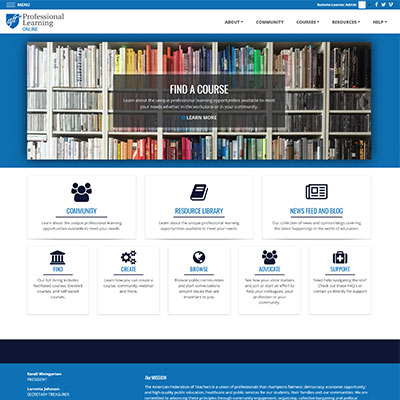 MENU
Remote-Learner Admin
aft Professional Learning
ONLINE
ABOUT COMMUNITY COURSES RESOURCES HELP
FIND A COURSE
Learn about the unique professional learning opportunities available to meet
your needs whether in the workplace or in your community.
LEARN MORE
COMMUNITY
Learn about the unique professional learning
opportunities available to meet your needs.
RESOURCE LIBRARY
Learn about the unique professional learning
opportunities available to meet your needs.
NEWS FEED AND BLOG
Our collection of news and opinion blogs covering
the latest happenings in the world of education.
FIND
Our full listing includes
facilitated courses, blended
courses and self-paced
courses.
CREATE
Learn how you can create a
course, community, webinar
and more.
BROWSE
Browse public communities
and start conversations
around issues that are
important to you.
ADVOCATE
See how your voice matters
and join or start an effort to
help your colleagues, your
profession or your
community.
SUPPORT
Need help navigating the site?
Check out these FAQ's or
contact us directly for support.
Randi Weingarten
PRESIDENT
Lorretta Johnson
SECRETARY TREASURER
Our MISSION
The American Federation of Teachers is a union of professionals that champions fairness; democracy; economic opportunity;
and high-quality public education, healthcare and public services for our students, their families and our communities. We are
committed to advancing these principles through community engagement, organizing, collective bargaining and political